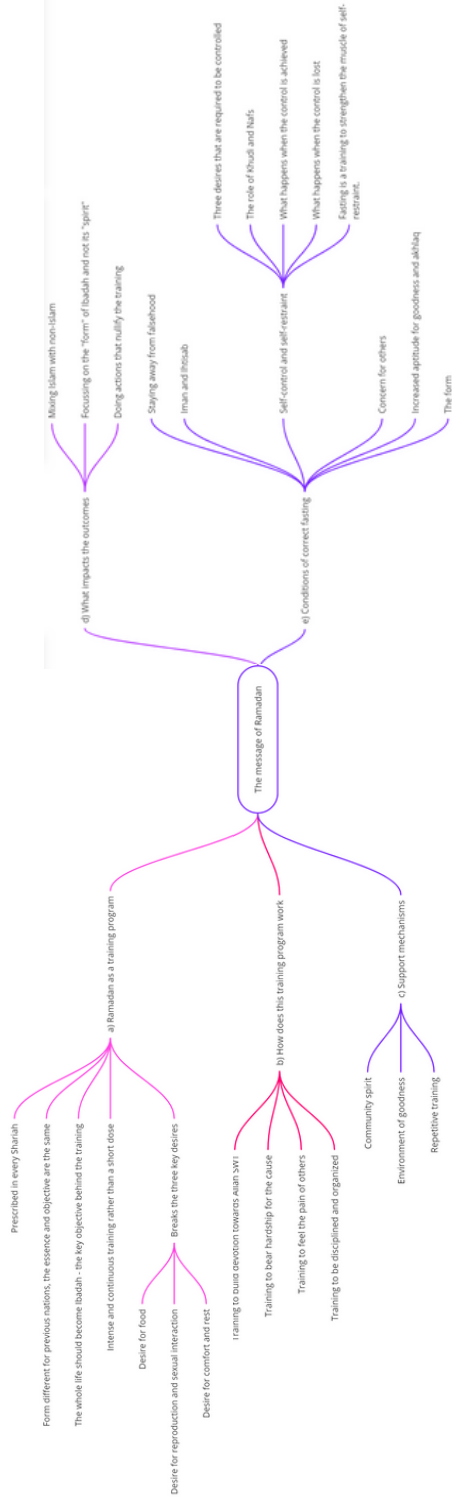 The message of Ramadan
a) Ramadan as a training program
Prescribed in every Shariah
Form different for previous nations, the essence and objective are the same
The whole life should become Ibadah - the key objective behind the training
Intense and continuous training rather than a short dose
Breaks the three key desires
Desire for food
Desire for reproduction and sexual interaction
Desire for comfort and rest
b) How does this training program work
Training to build devotion towards Allah SWT
Training to bear hardship for the cause
Training to feel the pain of others
Training to be disciplined and organized
c) Support mechanisms
Community spirit
Environment of goodness
Repetitive training
d) What impacts the outcomes
Mixing Islam with non-Islam
Focussing on the "form" of Ibadah and not its "spirit"
Doing actions that nullify the training
e) Conditions of correct fasting
Staying away from falsehood
Iman and Ihtisab
Self-control and self-restraint
Three desires that are required to be controlled
The role of Khudi and Nafs
What happens when the control is achieved
What happens when the control is lost
Fasting is a training to strengthen the muscle of self-
restraint.
Concern for others
Increased aptitude for goodness and akhlaq
The form